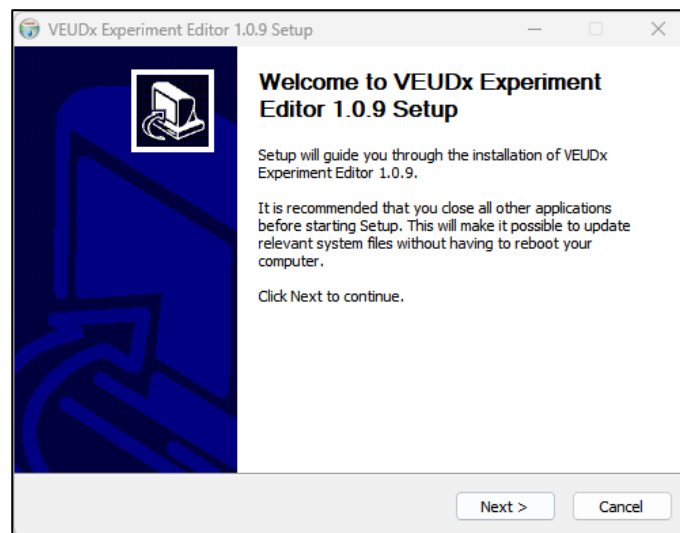 VEUDx Experiment Editor 1.0.9 Setup
Welcome to VEUDx Experiment
Editor 1.0.9 Setup
Setup will guide you through the installation of VEUDx
Experiment Editor 1.0.9.
It is recommended that you close all other applications
before starting Setup. This will make it possible to update
relevant system files without having to reboot your
computer.
Click Next to continue.
Next >
Cancel